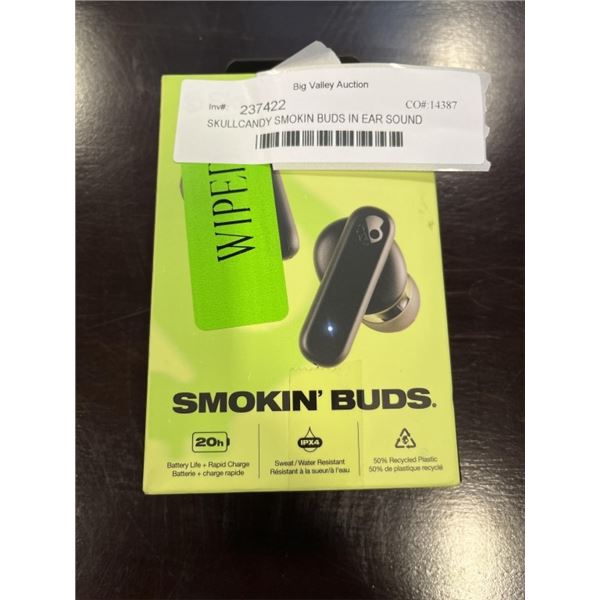 Big Valley Auction
Inv#: 237422 CO#:14387
SKULLCANDY SMOKIN BUDS IN EAR SOUND
WIPED
SMOKIN' BUDS®
20h
IPX4
Battery Life + Rapid Charge
Batterie + charge rapide
Sweat / Water Resistant
Résistant à la sueur/à l'eau
50% Recycled Plastic
50% de plastique recyclé